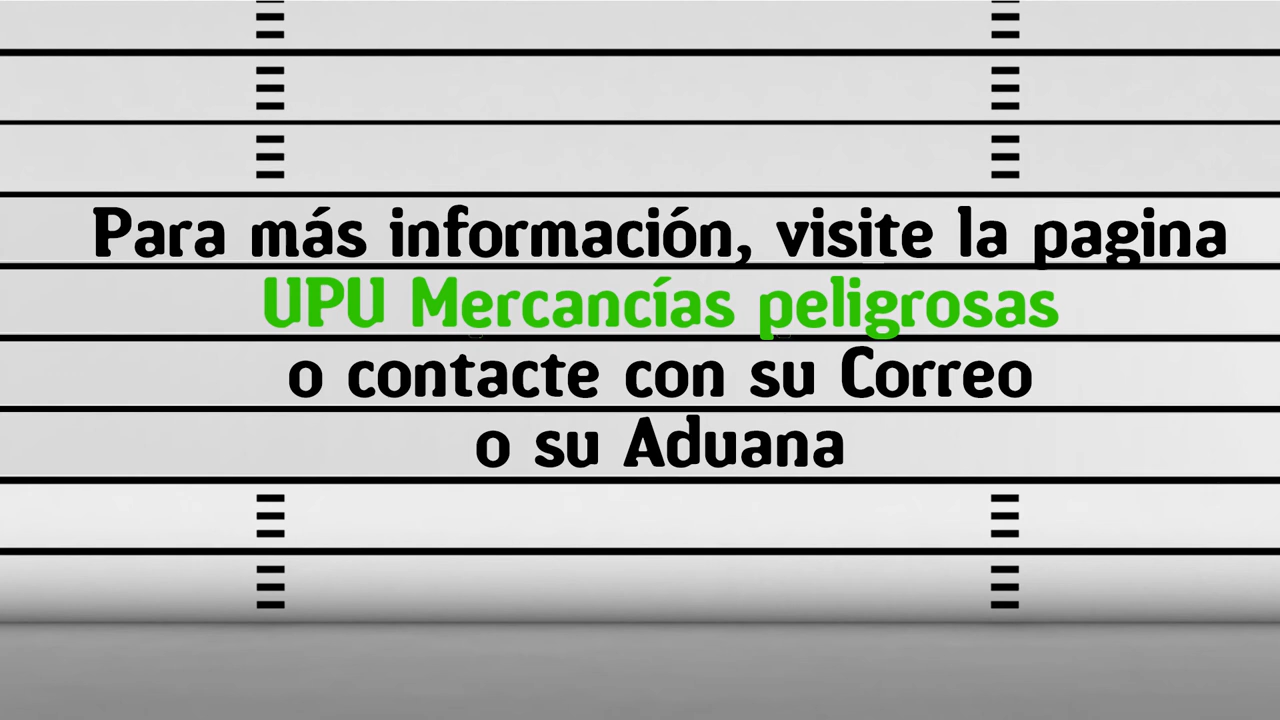 Para más información, visite la pagina
UPU Mercancías peligrosas
o contacte con su Correo
o su Aduana